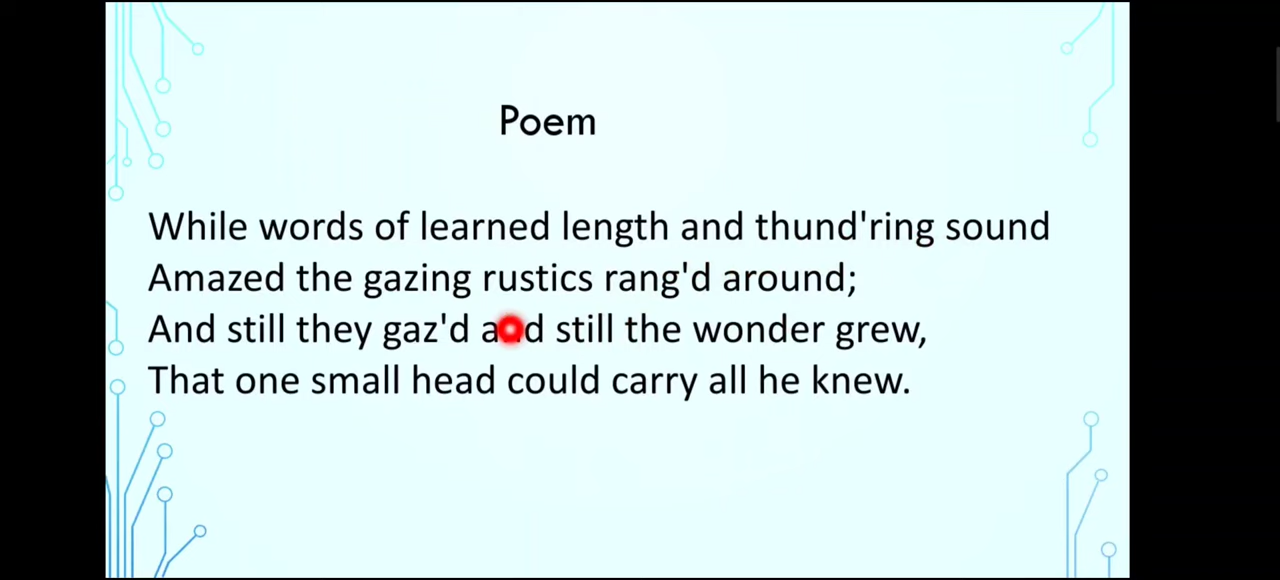 Poem
While words of learned length and thund'ring sound
Amazed the gazing rustics rang'd around;
And still they gaz'd and still the wonder grew,
That one small head could carry all he knew.